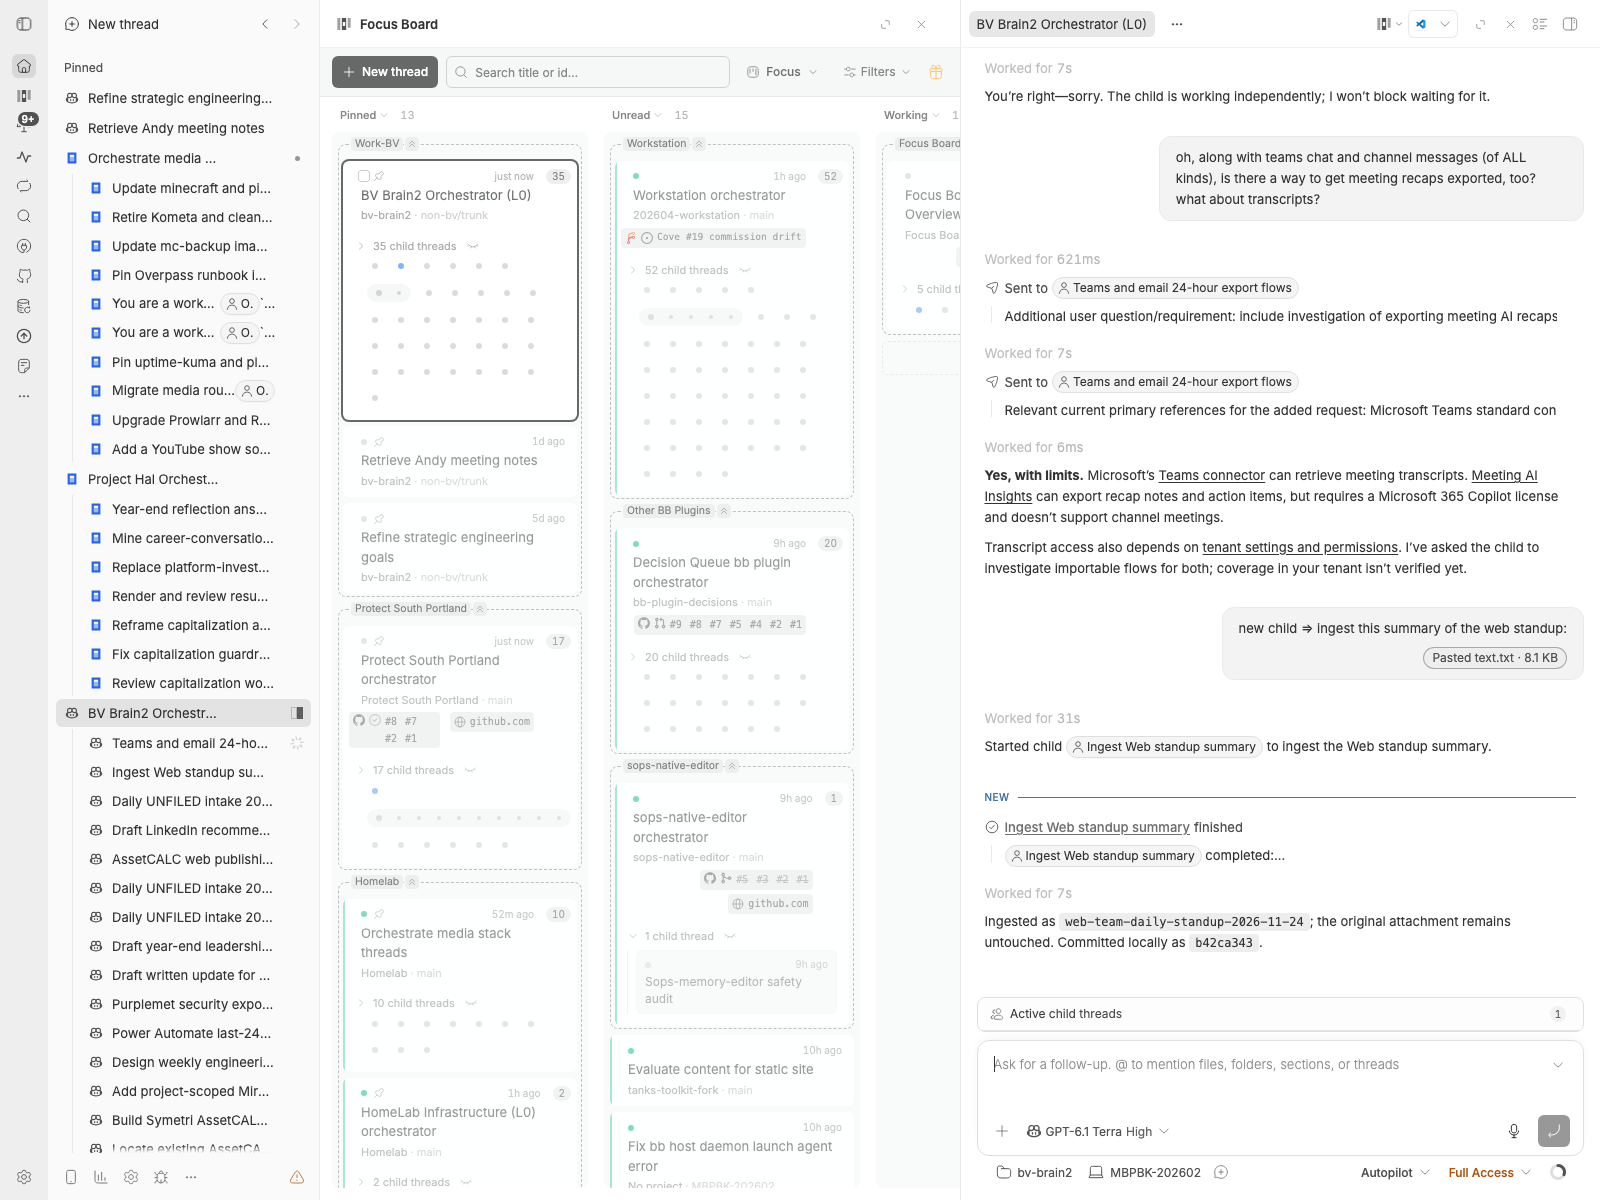 New thread
Pinned
Refine strategic engineering...
Retrieve Andy meeting notes
Orchestrate media ...
Update minecraft and pl...
Retire Kometa and clean...
Update mc-backup ima...
Pin Overpass runbook i...
You are a work... O. `...
You are a work... O. `...
Pin uptime-kuma and pl...
Migrate media rou... O.
Upgrade Prowlarr and R...
Add a YouTube show so...
Project Hal Orchest...
Year-end reflection ans...
Mine career-conversatio...
Replace platform-invest...
Render and review resu...
Reframe capitalization a...
Fix capitalization guardr...
Review capitalization wo...
BV Brain2 Orchestr...
Teams and email 24-ho...
Ingest Web standup su...
Daily UNFILED intake 20...
Draft LinkedIn recomme...
AssetCALC web publishi...
Daily UNFILED intake 20...
Daily UNFILED intake 20...
Draft year-end leadershi...
Draft written update for ...
Purplemet security expo...
Power Automate last-24...
Design weekly engineeri...
Add project-scoped Mir...
Build Symetri AssetCAL...
Locate existing AssetCA...
9+
Focus Board
New thread
Search title or id...
Focus
Filters
Pinned 13
Work-BV
just now 35
BV Brain2 Orchestrator (L0)
bv-brain2 · non-bv/trunk
35 child threads
1d ago
Retrieve Andy meeting notes
bv-brain2 · non-bv/trunk
5d ago
Refine strategic engineering
goals
bv-brain2 · non-bv/trunk
Protect South Portland
just now 17
Protect South Portland
orchestrator
Protect South Portland · main
#8 #7
#2 #1
github.com
17 child threads
Homelab
52m ago 10
Orchestrate media stack
threads
Homelab · main
10 child threads
1h ago 2
HomeLab Infrastructure (L0)
orchestrator
Homelab · main
2 child threads
Unread 15
Workstation
1h ago 52
Workstation orchestrator
202604-workstation · main
Cove #19 commission drift
52 child threads
Other BB Plugins
9h ago 20
Decision Queue bb plugin
orchestrator
bb-plugin-decisions · main
#9 #8 #7 #5 #4 #2 #1
20 child threads
sops-native-editor
9h ago 1
sops-native-editor
orchestrator
sops-native-editor · main
#5 #3 #2 #1
github.com
1 child thread
9h ago
Sops-memory-editor safety
audit
10h ago
Evaluate content for static site
tanks-toolkit-fork · main
10h ago
Fix bb host daemon launch agent
error
No project · MBPBK-202602
Working 1
Focus Board
Focus Bo
Overview
Focus Boa
5 child t
BV Brain2 Orchestrator (L0)
Worked for 7s
You're right—sorry. The child is working independently; I won't block waiting for it.
oh, along with teams chat and channel messages (of ALL
kinds), is there a way to get meeting recaps exported, too?
what about transcripts?
Worked for 621ms
Sent to Teams and email 24-hour export flows
Additional user question/requirement: include investigation of exporting meeting AI recaps
Worked for 7s
Sent to Teams and email 24-hour export flows
Relevant current primary references for the added request: Microsoft Teams standard con
Worked for 6ms
Yes, with limits. Microsoft's Teams connector can retrieve meeting transcripts. Meeting AI
Insights can export recap notes and action items, but requires a Microsoft 365 Copilot license
and doesn't support channel meetings.
Transcript access also depends on tenant settings and permissions. I've asked the child to
investigate importable flows for both; coverage in your tenant isn't verified yet.
new child ⇒ ingest this summary of the web standup:
Pasted text.txt · 8.1 KB
Worked for 31s
Started child Ingest Web standup summary to ingest the Web standup summary.
NEW
Ingest Web standup summary finished
Ingest Web standup summary completed:...
Worked for 7s
Ingested as web-team-daily-standup-2026-11-24; the original attachment remains
untouched. Committed locally as b42ca343.
Active child threads 1
Ask for a follow-up. @ to mention files, folders, sections, or threads
GPT-6.1 Terra High
bv-brain2
MBPBK-202602
Autopilot
Full Access